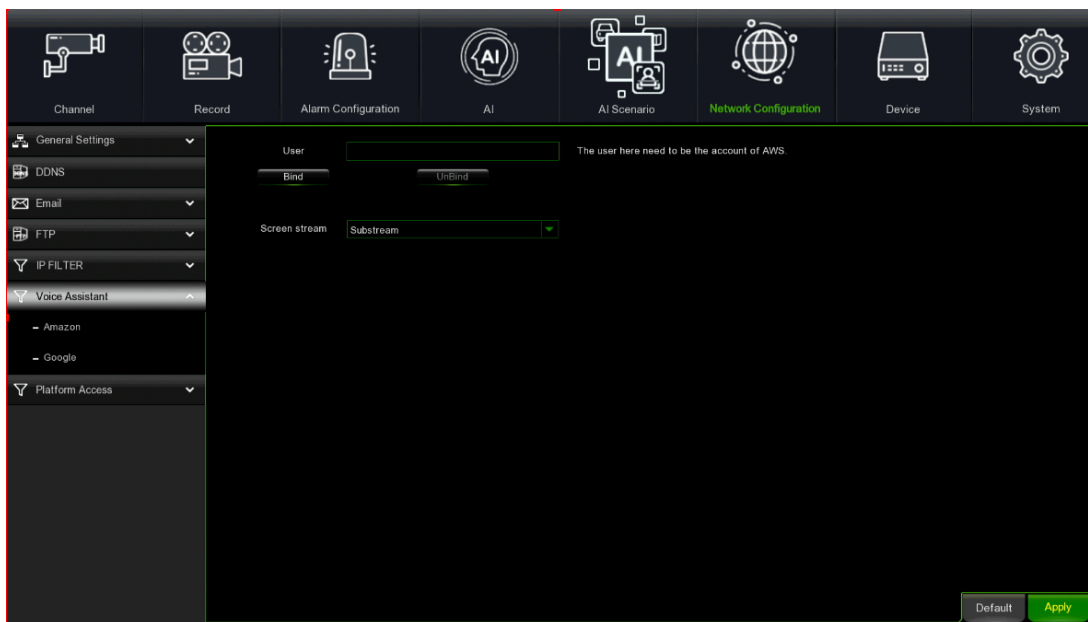 Channel
Record
Alarm Configuration
AI
AI
AI
AI Scenario
Network Configuration
Device
System
General Settings
DDNS
Email
FTP
IP FILTER
Voice Assistant
– Amazon
– Google
Platform Access
User
The user here need to be the account of AWS.
Bind
UnBind
Screen stream
Substream
Default
Apply